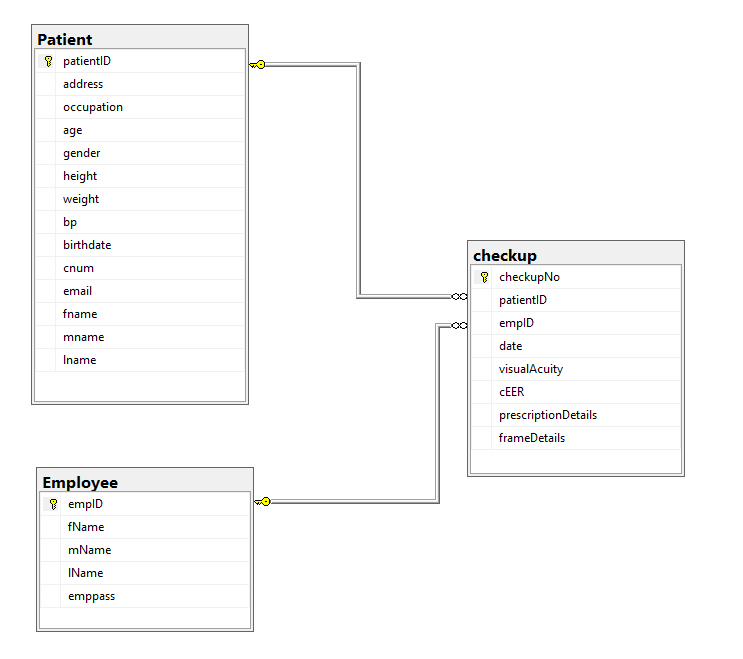 Patient
patientID
address
occupation
age
gender
height
weight
bp
birthdate
cnum
email
fname
mname
lname
checkup
checkupNo
patientID
empID
date
visualAcuity
cEER
prescriptionDetails
frameDetails
Employee
empID
fName
mName
lName
emppass